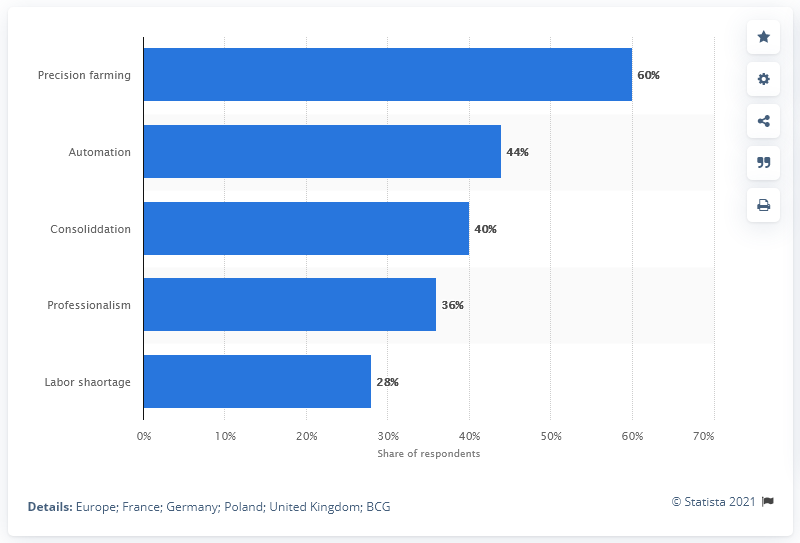 Precision farming 60%
Automation 44%
Consoliddation 40%
Professionalism 36%
Labor shaortage 28%
0% 10% 20% 30% 40% 50% 60% 70%
Share of respondents
© Statista 2021
Details: Europe; France; Germany; Poland; United Kingdom; BCG